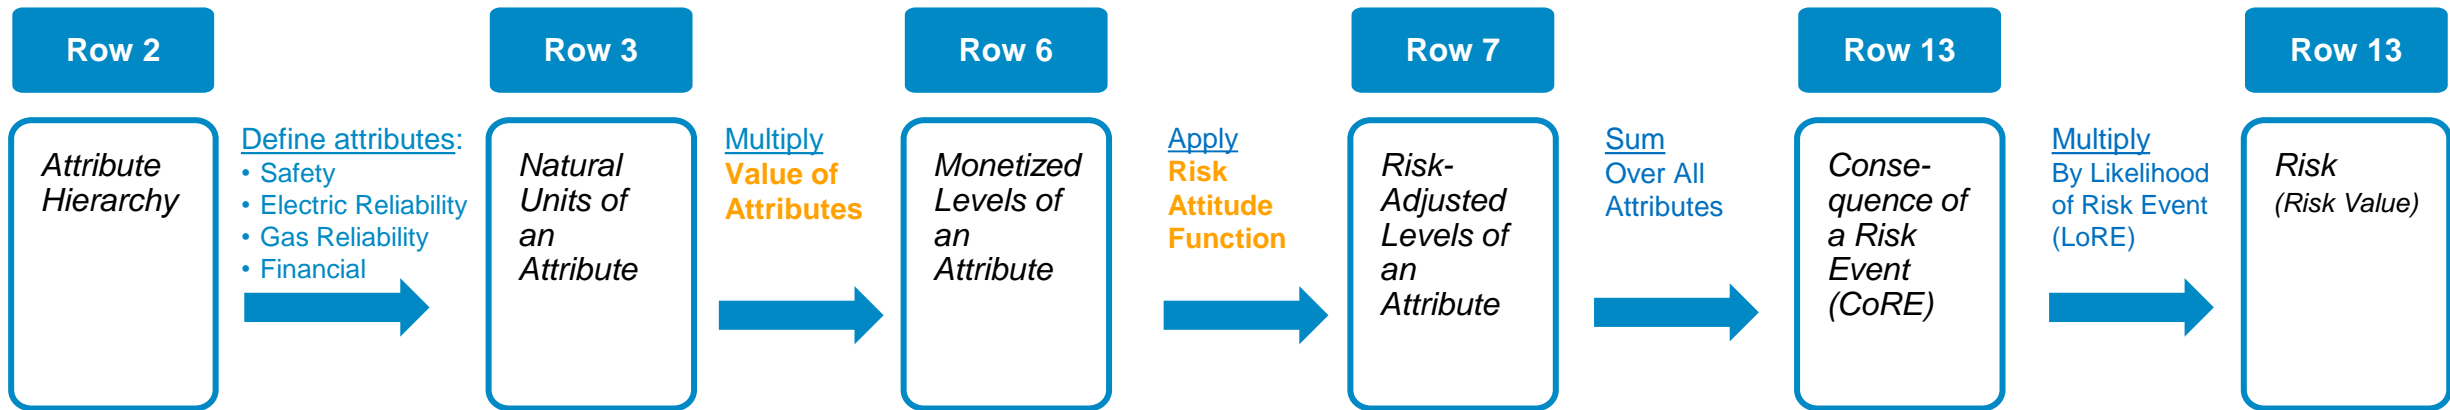 Row 2
Row 3
Row 6
Row 7
Row 13
Row 13
Attribute
Hierarchy
Define attributes:
• Safety
• Electric Reliability
• Gas Reliability
• Financial
Natural
Units of
an
Attribute
Multiply
Value of
Attributes
Monetized
Levels of
an
Attribute
Apply
Risk
Attitude
Function
Risk-
Adjusted
Levels of
an
Attribute
Sum
Over All
Attributes
Conse-
quence of
a Risk
Event
(CoRE)
Multiply
By Likelihood
of Risk Event
(LoRE)
Risk
(Risk Value)